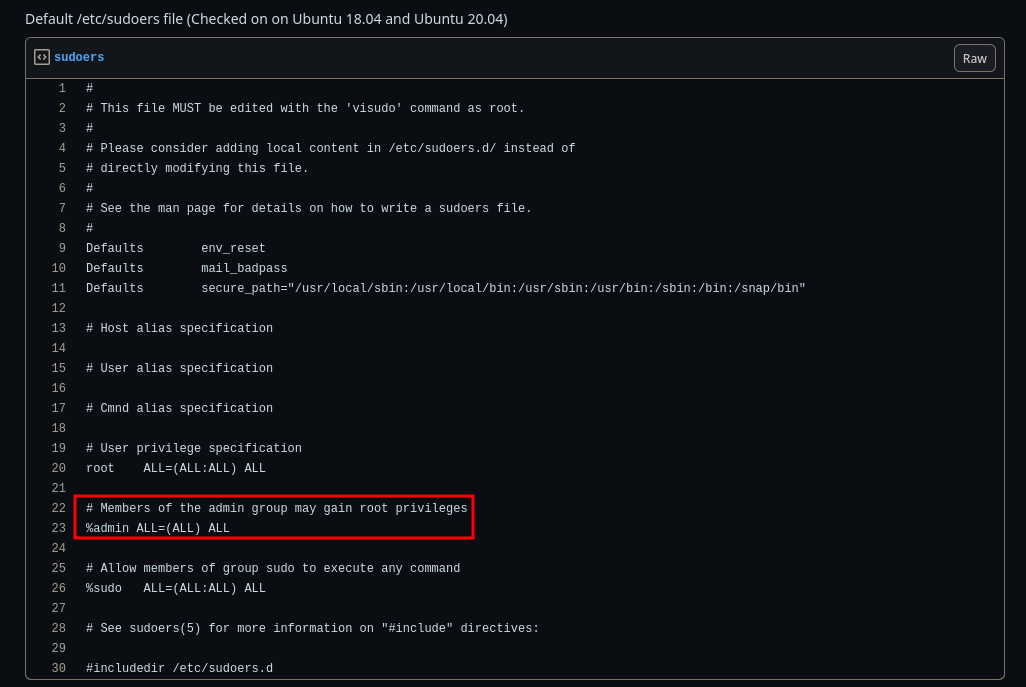 Default /etc/sudoers file (Checked on on Ubuntu 18.04 and Ubuntu 20.04)
sudoers
Raw
1 #
2 # This file MUST be edited with the 'visudo' command as root.
3 #
4 # Please consider adding local content in /etc/sudoers.d/ instead of
5 # directly modifying this file.
6 #
7 # See the man page for details on how to write a sudoers file.
8 #
9 Defaults        env_reset
10 Defaults        mail_badpass
11 Defaults        secure_path="/usr/local/sbin:/usr/local/bin:/usr/sbin:/usr/bin:/sbin:/bin:/snap/bin"
12
13 # Host alias specification
14
15 # User alias specification
16
17 # Cmnd alias specification
18
19 # User privilege specification
20 root    ALL=(ALL:ALL) ALL
21
22 # Members of the admin group may gain root privileges
23 %admin ALL=(ALL) ALL
24
25 # Allow members of group sudo to execute any command
26 %sudo   ALL=(ALL:ALL) ALL
27
28 # See sudoers(5) for more information on "#include" directives:
29
30 #includedir /etc/sudoers.d